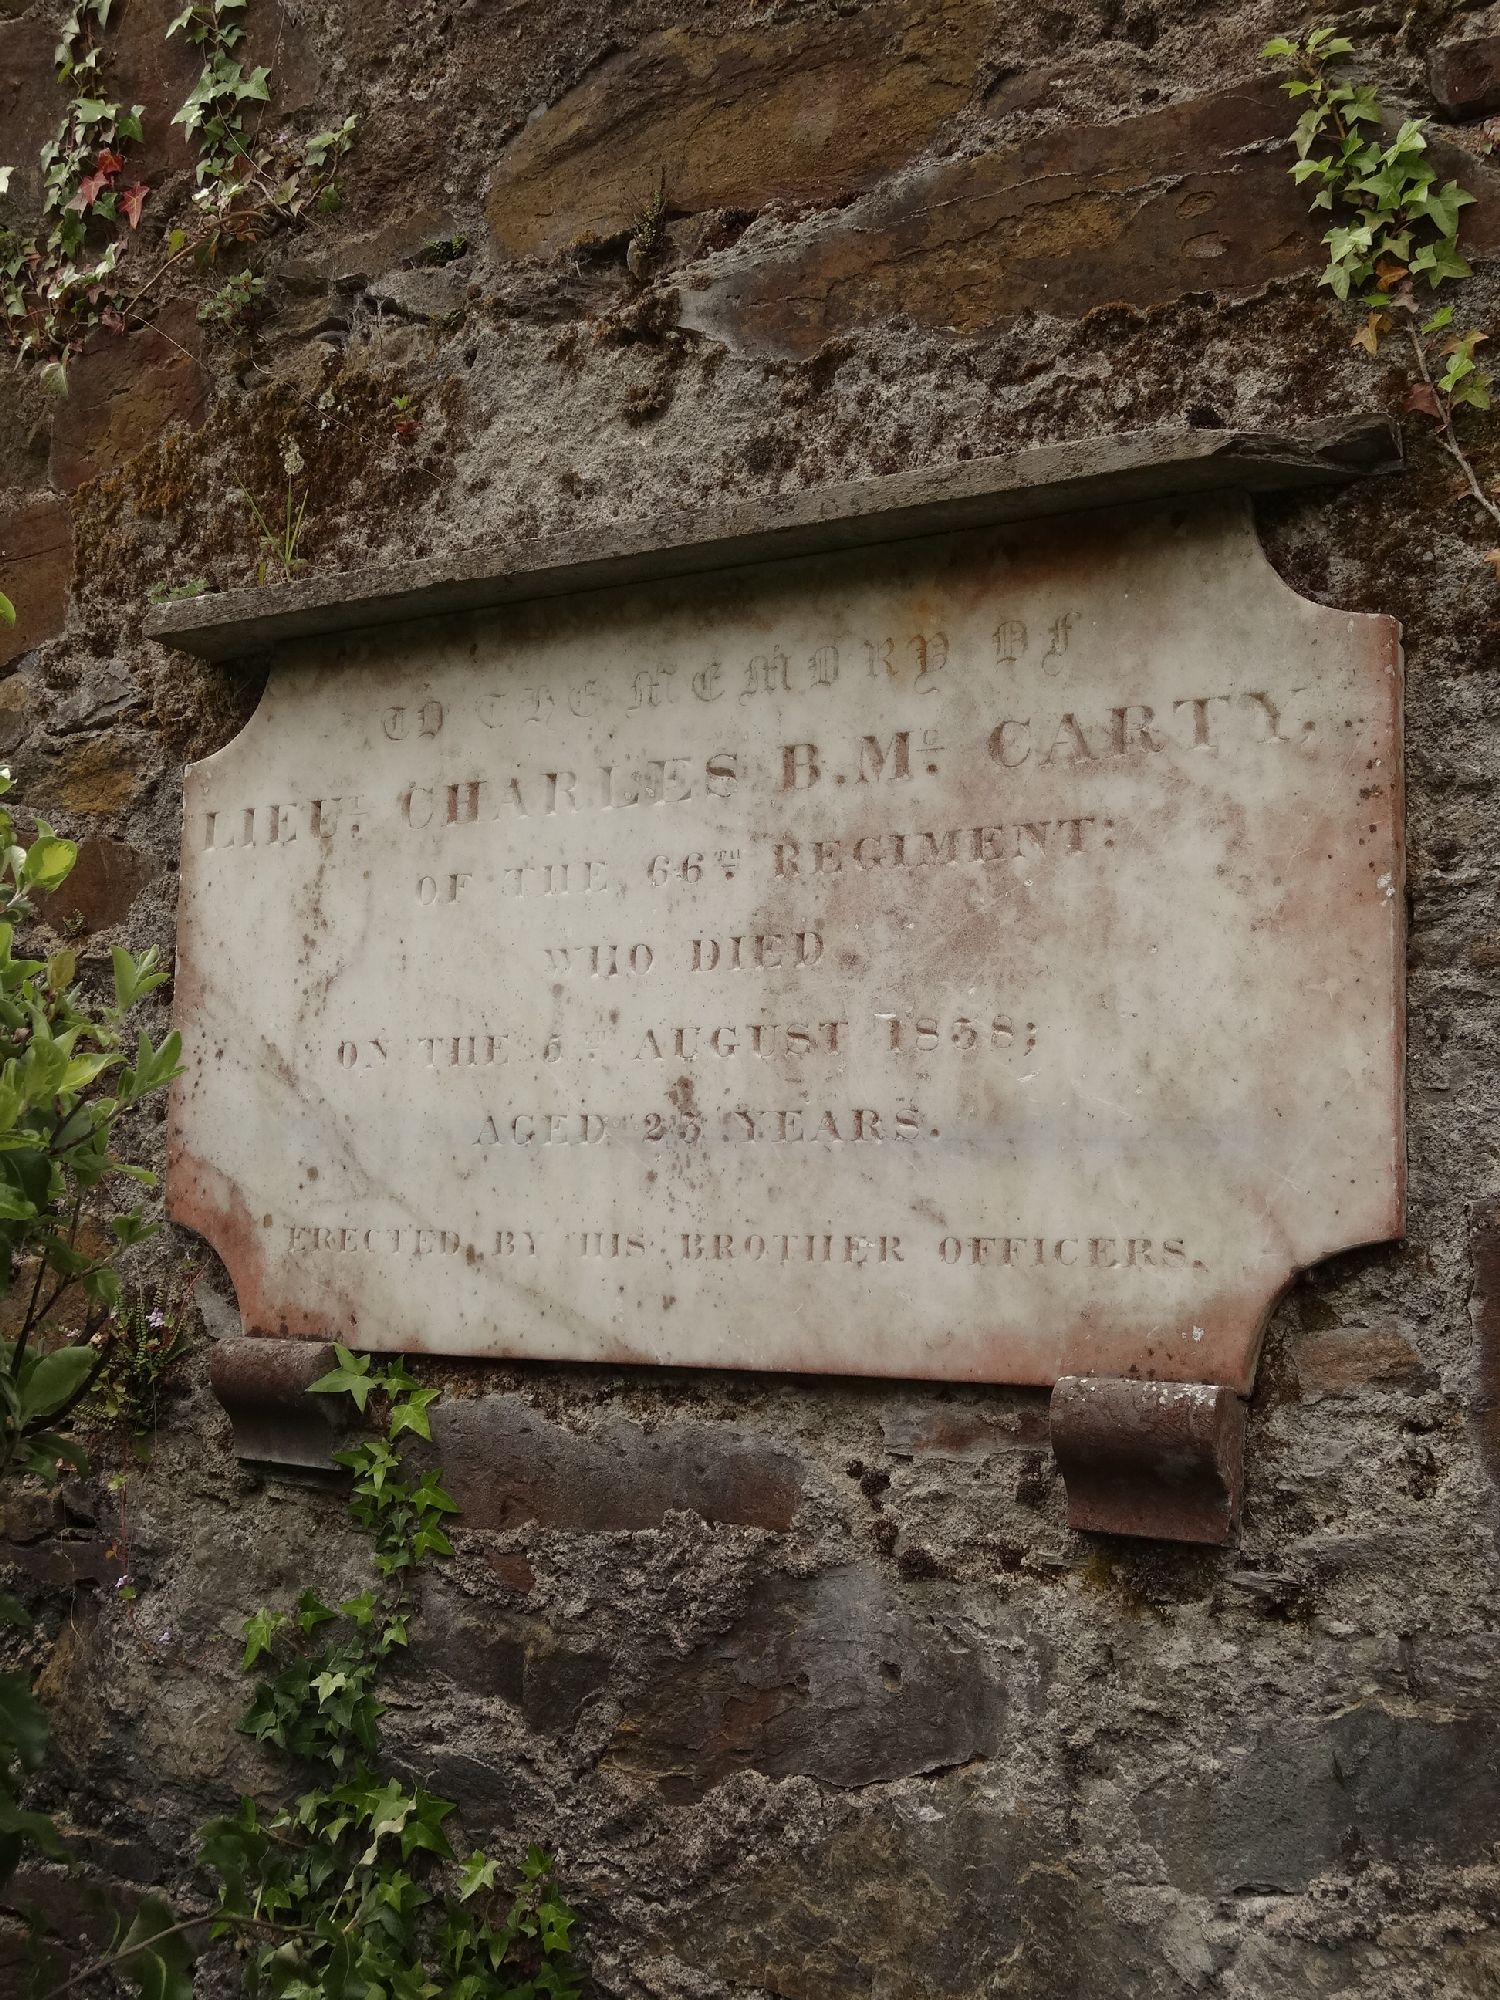 TO THE MEMORY OF
LIEUT. CHARLES B. Mc. CARTY,
OF THE 66TH. REGIMENT:
WHO DIED
ON THE 5TH AUGUST 1858;
AGED 25 YEARS.
ERECTED BY HIS BROTHER OFFICERS.